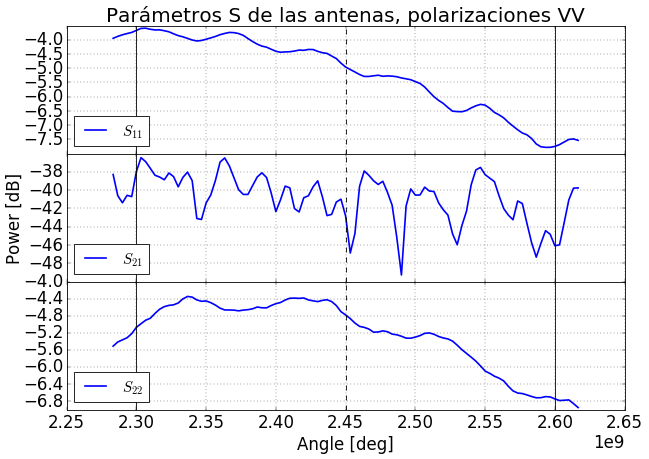 Parámetros S de las antenas, polarizaciones VV
−4.0
−4.5
−5.0
−5.5
−6.0
−6.5
−7.0
−7.5
S11
−38
−40
−42
−44
−46
−48
S21
Power [dB]
−4.0
−4.4
−4.8
−5.2
−5.6
−6.0
−6.4
−6.8
S22
2.25 2.30 2.35 2.40 2.45 2.50 2.55 2.60 2.65
Angle [deg]
1e9